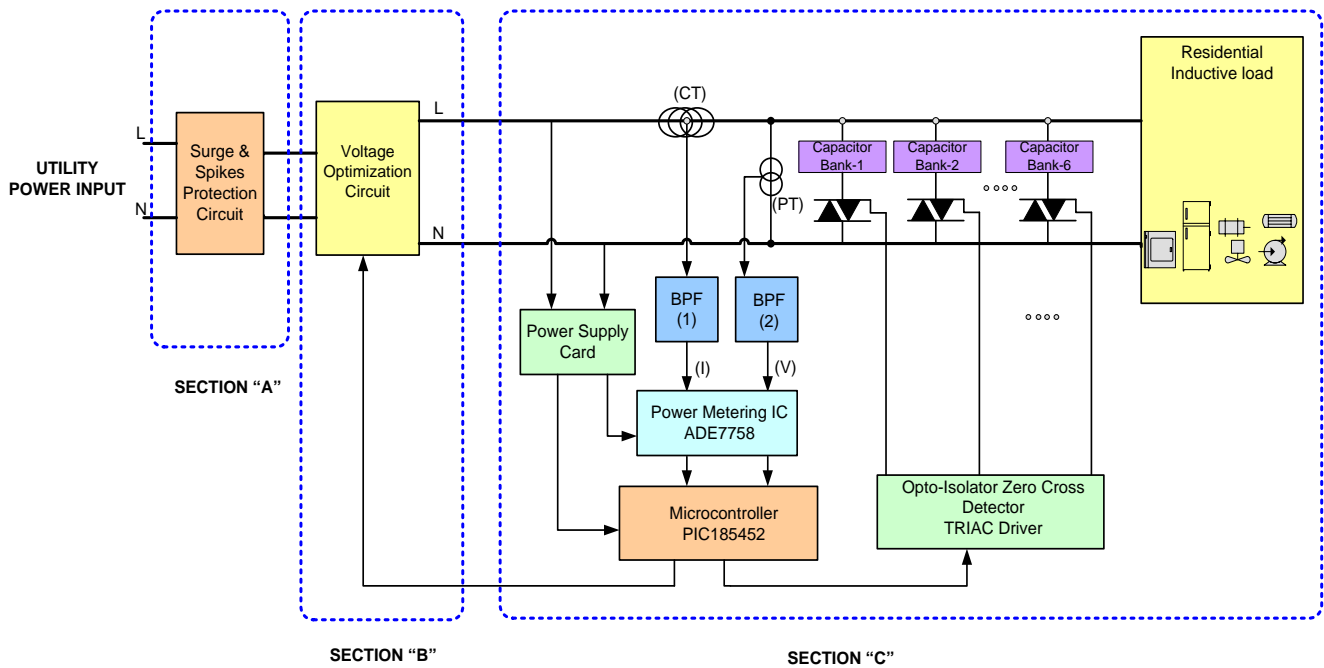 UTILITY
POWER INPUT
L
N
Surge &
Spikes
Protection
Circuit
SECTION “A”
Voltage
Optimization
Circuit
L
N
SECTION “B”
(CT)
(PT)
Capacitor
Bank-1
Capacitor
Bank-2
Capacitor
Bank-6
Residential
Inductive load
BPF
(1)
BPF
(2)
Power Supply
Card
(I)
(V)
Power Metering IC
ADE7758
Microcontroller
PIC185452
Opto-Isolator Zero Cross
Detector
TRIAC Driver
SECTION “C”